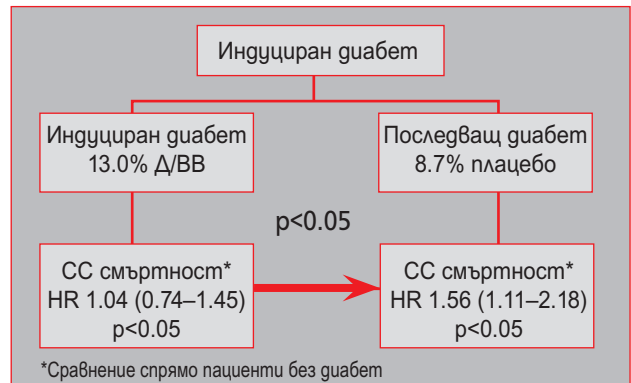 Индуциран диабет
Индуциран диабет
13.0% Д/ВВ
Последващ диабет
8.7% плацебо
p<0.05
СС смъртност*
HR 1.04 (0.74–1.45)
p<0.05
СС смъртност*
HR 1.56 (1.11–2.18)
p<0.05
*Сравнение спрямо пациенти без диабет